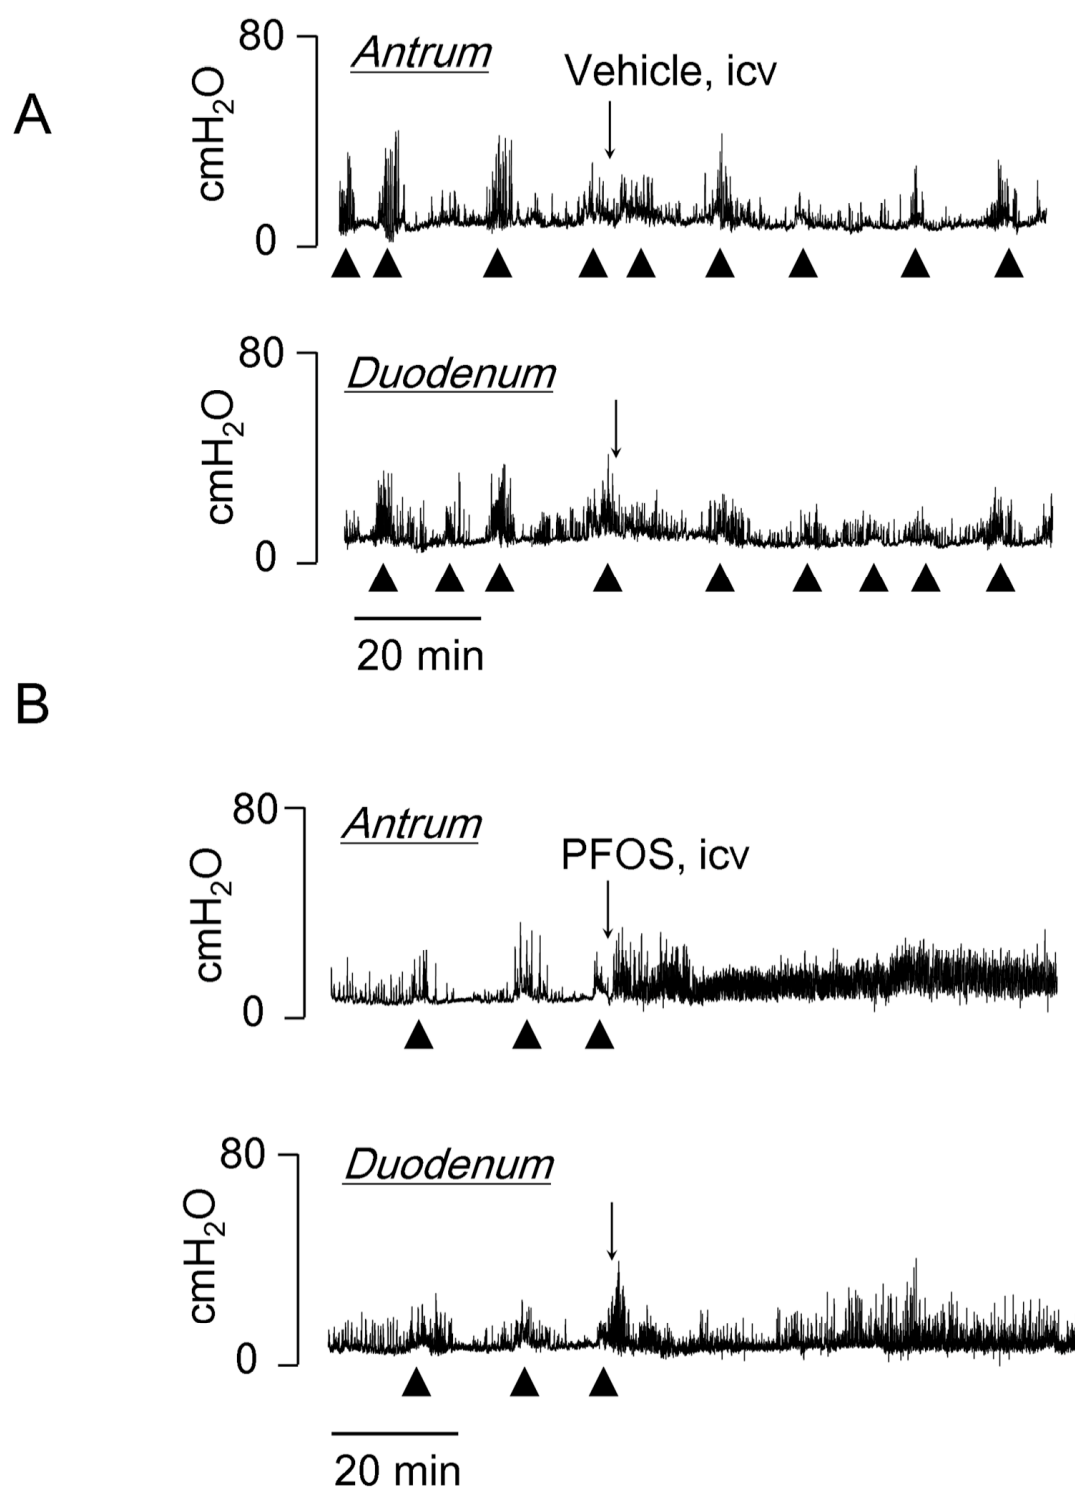 A
80
Antrum
Vehicle, icv
cmH₂O
0
80
Duodenum
cmH₂O
0
20 min
B
80
Antrum
PFOS, icv
cmH₂O
0
80
Duodenum
cmH₂O
0
20 min